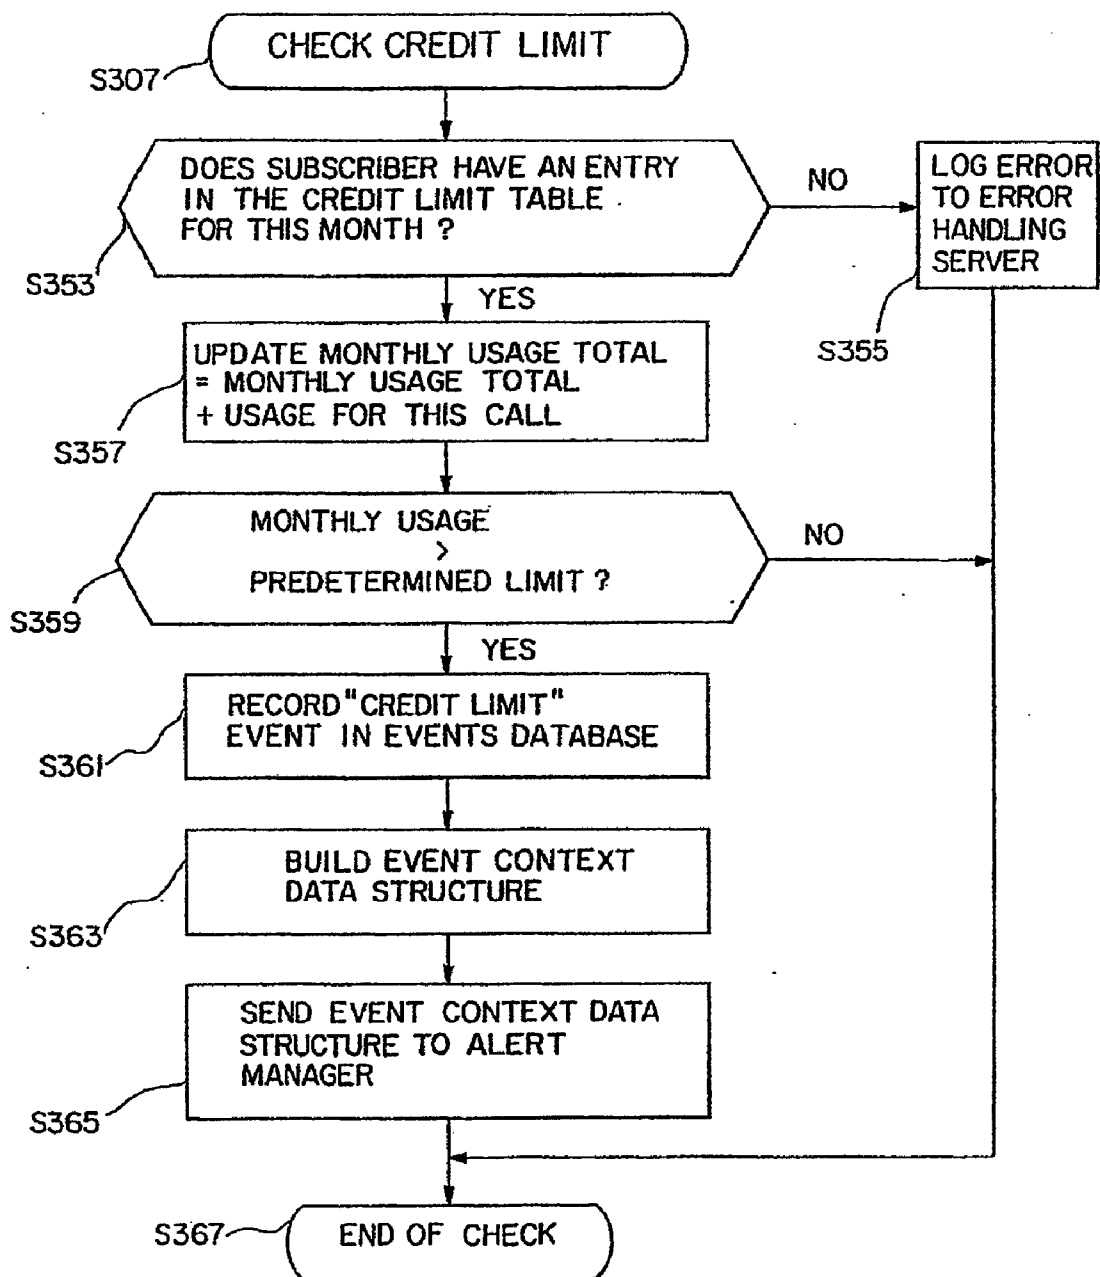 CHECK CREDIT LIMIT
S307
DOES SUBSCRIBER HAVE AN ENTRY
IN THE CREDIT LIMIT TABLE
FOR THIS MONTH ?
S353
NO
LOG ERROR
TO ERROR
HANDLING
SERVER
S355
YES
UPDATE MONTHLY USAGE TOTAL
= MONTHLY USAGE TOTAL
+ USAGE FOR THIS CALL
S357
MONTHLY USAGE
>
PREDETERMINED LIMIT ?
S359
NO
YES
RECORD "CREDIT LIMIT"
EVENT IN EVENTS DATABASE
S361
BUILD EVENT CONTEXT
DATA STRUCTURE
S363
SEND EVENT CONTEXT DATA
STRUCTURE TO ALERT
MANAGER
S365
END OF CHECK
S367